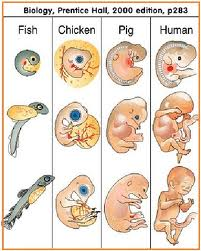 Biology, Prentice Hall, 2000 edition, p283
Fish Chicken Pig Human